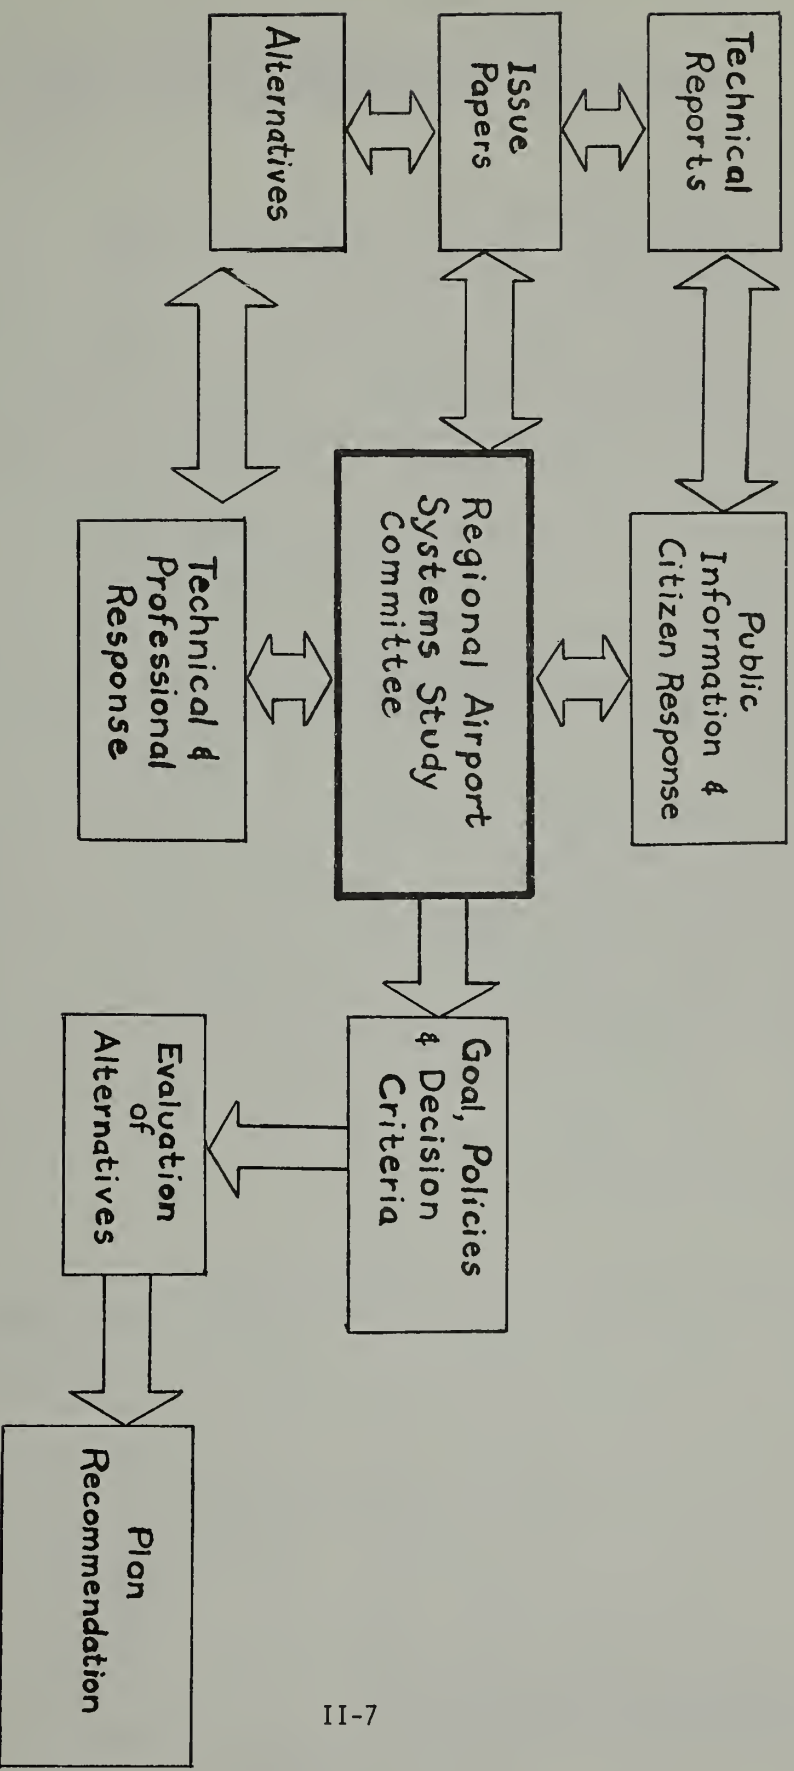 Technical
Reports
Issue
Papers
Alternatives
Public
Information &
Citizen Response
Regional Airport
Systems Study
Committee
Technical &
Professional
Response
Goal, Policies
& Decision
Criteria
Evaluation
of
Alternatives
Plan
Recommendation
II-7